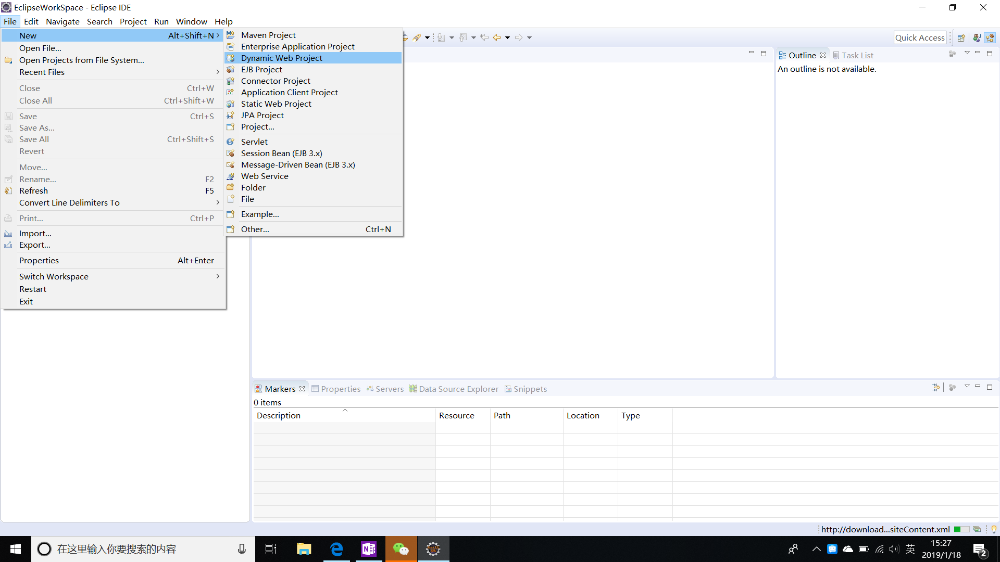 EclipseWorkSpace - Eclipse IDE
File Edit Navigate Search Project Run Window Help
New Alt+Shift+N
Open File...
Open Projects from File System...
Recent Files
Close Ctrl+W
Close All Ctrl+Shift+W
Save Ctrl+S
Save As...
Save All Ctrl+Shift+S
Revert
Move...
Rename... F2
Refresh F5
Convert Line Delimiters To
Print... Ctrl+P
Import...
Export...
Properties Alt+Enter
Switch Workspace
Restart
Exit
Maven Project
Enterprise Application Project
Dynamic Web Project
EJB Project
Connector Project
Application Client Project
Static Web Project
JPA Project
Project...
Servlet
Session Bean (EJB 3.x)
Message-Driven Bean (EJB 3.x)
Web Service
Folder
File
Example...
Other... Ctrl+N
Quick Access
Outline Task List
An outline is not available.
Markers Properties Servers Data Source Explorer Snippets
0 items
Description Resource Path Location Type
http://download...siteContent.xml
在这里输入你要搜索的内容
英
15:27
2019/1/18
2